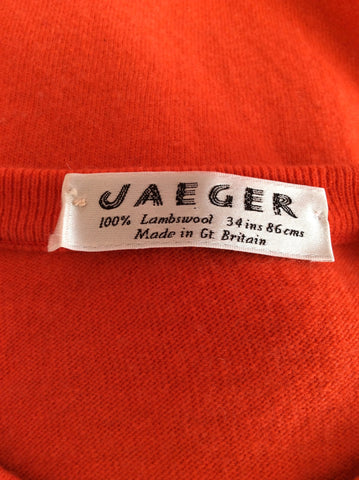 JAEGER
100% Lambswool 34 ins 86 cms
Made in Gt. Britain